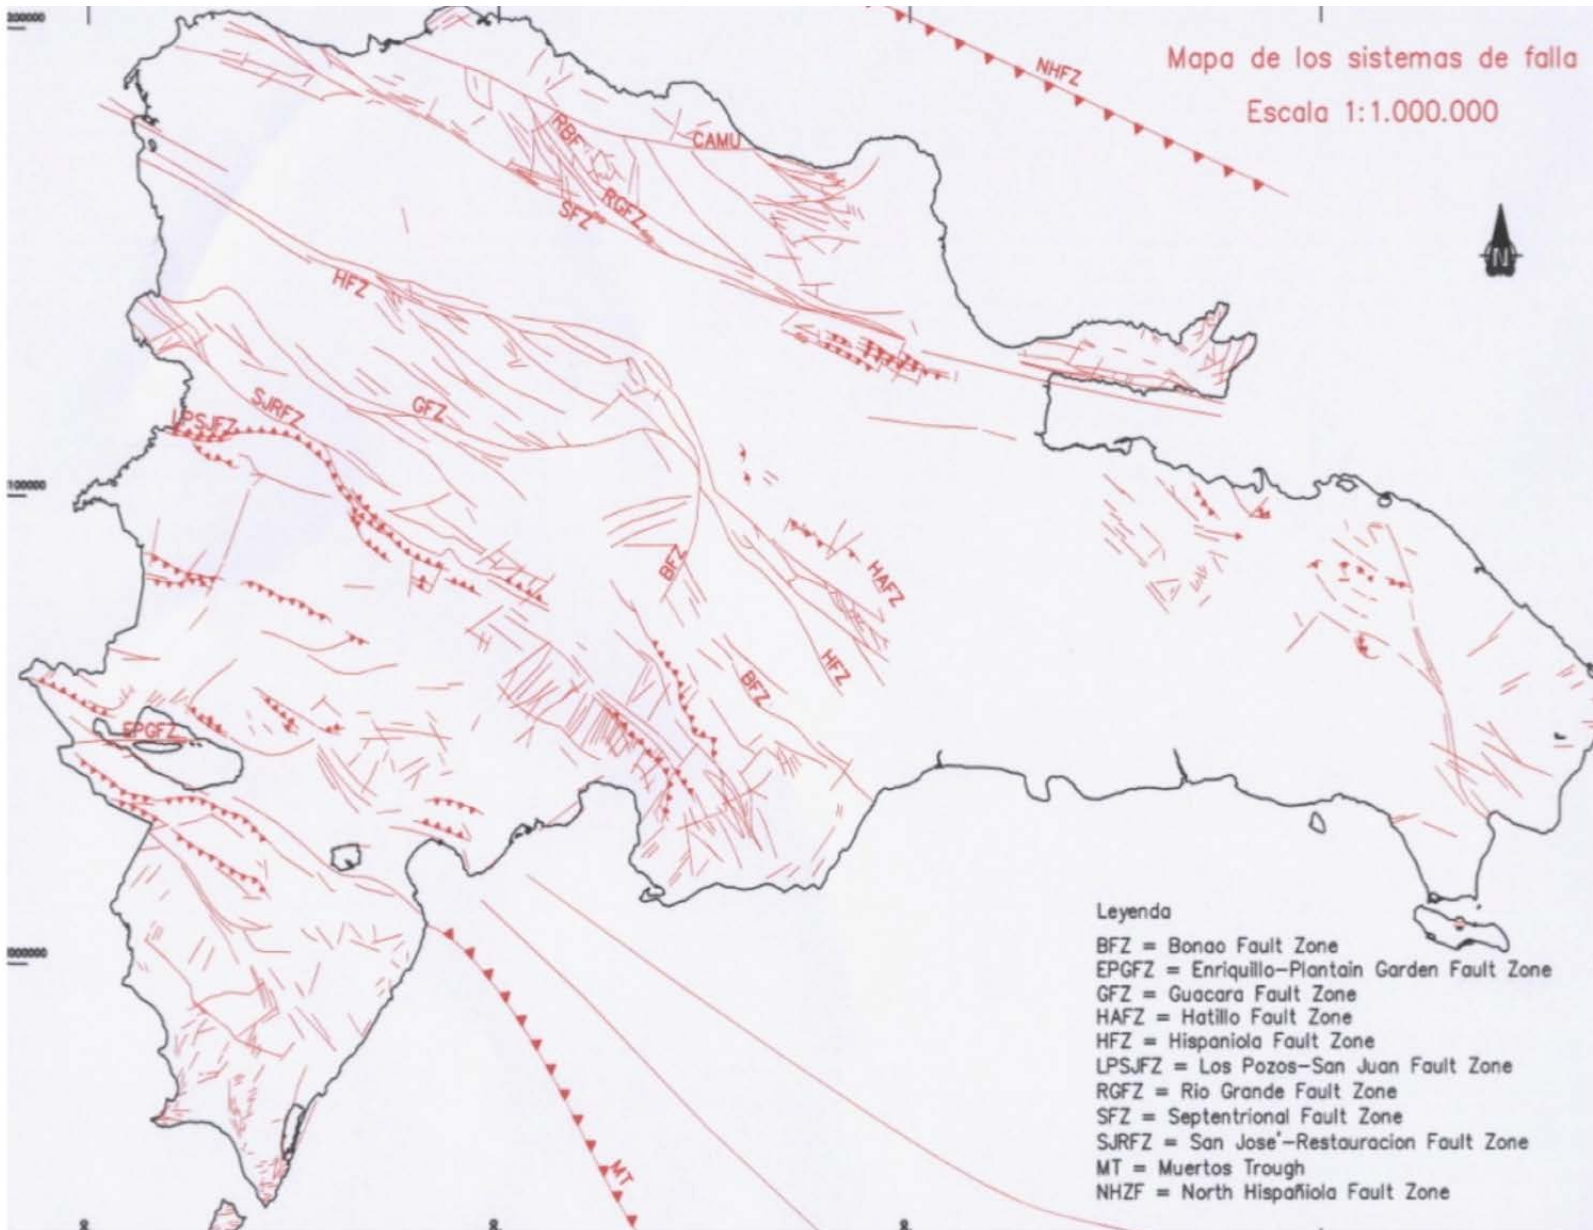 200000
NHFZ
Mapa de los sistemas de falla
Escala 1:1.000.000
RBF
CAMU
RGFZ
SFZ
N
HFZ
SJRFZ
GFZ
LPSJFZ
100000
BFZ
HAFZ
HFZ
BFZ
EPGFZ
MT
Leyenda
BFZ = Bonao Fault Zone
EPGFZ = Enriquillo-Plantain Garden Fault Zone
GFZ = Guacara Fault Zone
HAFZ = Hatillo Fault Zone
HFZ = Hispaniola Fault Zone
LPSJFZ = Los Pozos-San Juan Fault Zone
RGFZ = Rio Grande Fault Zone
SFZ = Septentrional Fault Zone
SJRFZ = San Jose'-Restauracion Fault Zone
MT = Muertos Trough
NHZF = North Hispañiola Fault Zone